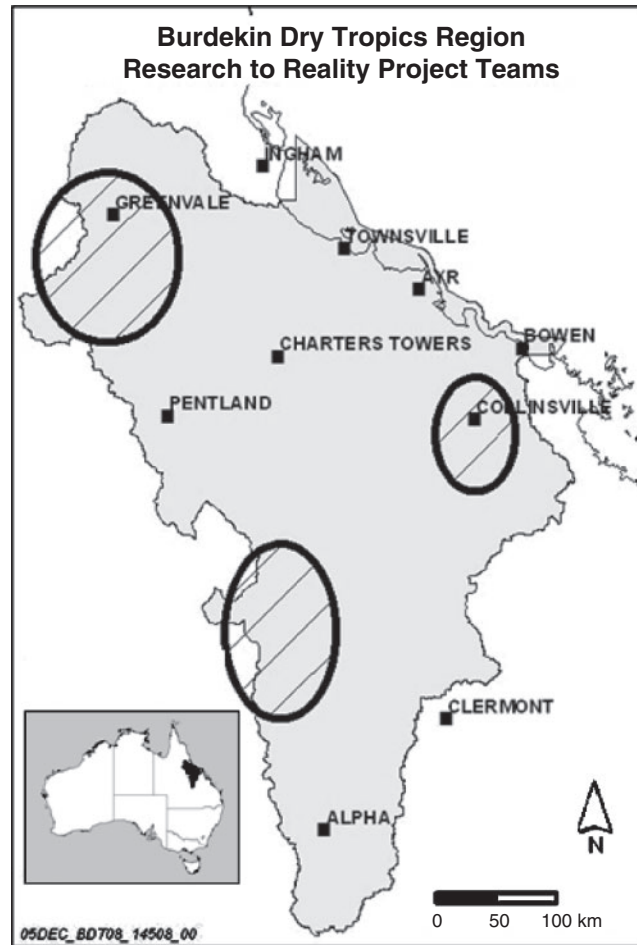 Burdekin Dry Tropics Region
Research to Reality Project Teams
INGHAM
GREENVALE
TOWNSVILLE
AYR
BOWEN
CHARTERS TOWERS
PENTLAND
COLLINSVILLE
CLERMONT
ALPHA
N
0 50 100 km
05DEC_BDT08_14508_00